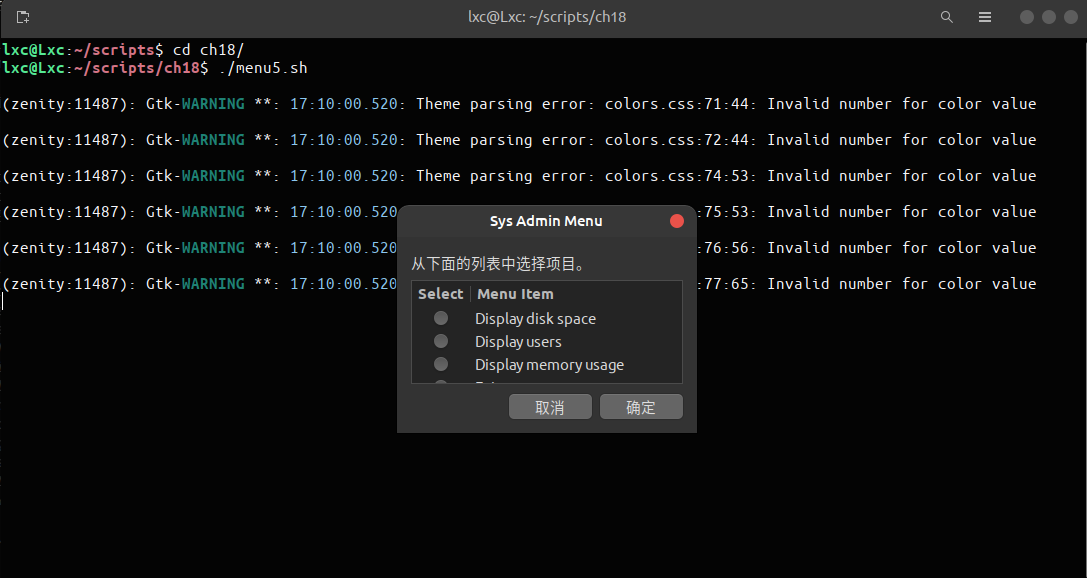 lxc@Lxc: ~/scripts/ch18
lxc@Lxc:~/scripts$ cd ch18/
lxc@Lxc:~/scripts/ch18$ ./menu5.sh
(zenity:11487): Gtk-WARNING **: 17:10:00.520: Theme parsing error: colors.css:71:44: Invalid number for color value
(zenity:11487): Gtk-WARNING **: 17:10:00.520: Theme parsing error: colors.css:72:44: Invalid number for color value
(zenity:11487): Gtk-WARNING **: 17:10:00.520: Theme parsing error: colors.css:74:53: Invalid number for color value
(zenity:11487): Gtk-WARNING **: 17:10:00.520 :75:53: Invalid number for color value
(zenity:11487): Gtk-WARNING **: 17:10:00.520 :76:56: Invalid number for color value
(zenity:11487): Gtk-WARNING **: 17:10:00.520 :77:65: Invalid number for color value
Sys Admin Menu
从下面的列表中选择项目。
Select Menu Item
Display disk space
Display users
Display memory usage
取消 确定